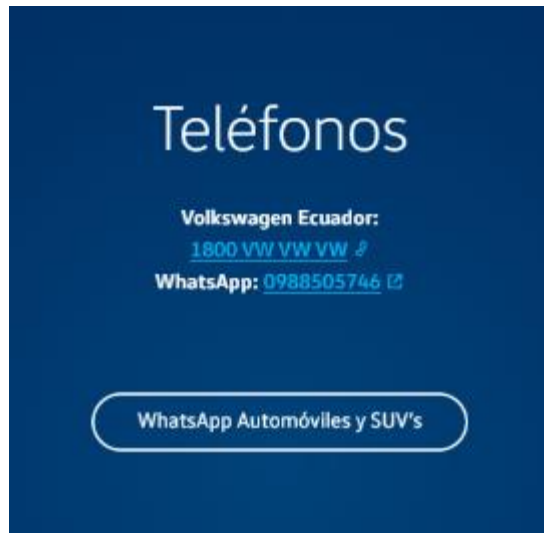 Teléfonos
Volkswagen Ecuador:
1800 VW VW VW
WhatsApp: 0988505746
WhatsApp Automóviles y SUV's